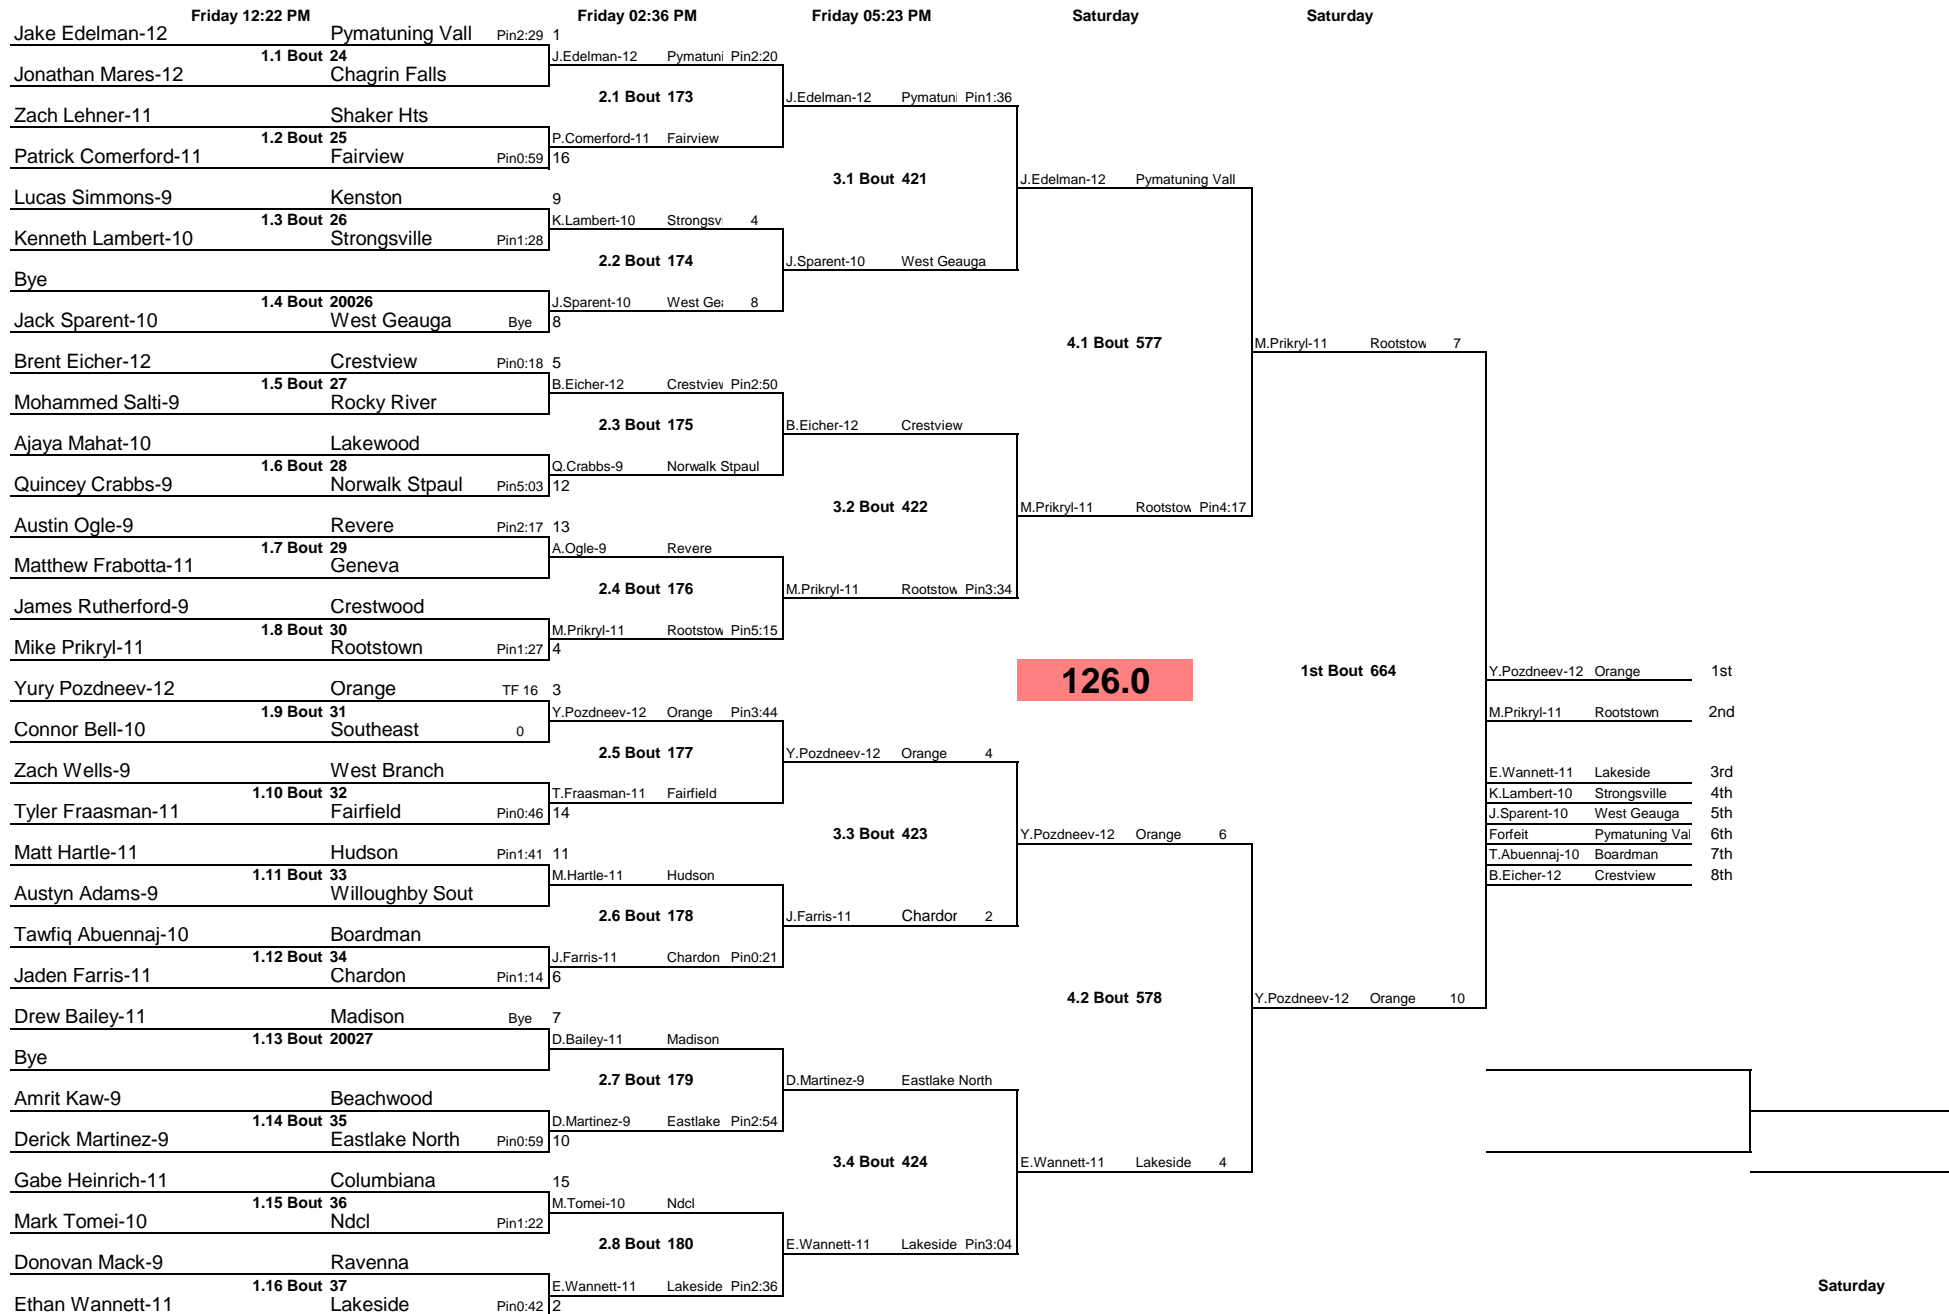 Friday 12:22 PM Friday 02:36 PM Friday 05:23 PM Saturday Saturday
Jake Edelman-12 Pymatuning Vall Pin2:29 1
1.1 Bout 24 J.Edelman-12 Pymatuni Pin2:20
Jonathan Mares-12 Chagrin Falls
2.1 Bout 173 J.Edelman-12 Pymatuni Pin1:36
Zach Lehner-11 Shaker Hts
1.2 Bout 25 P.Comerford-11 Fairview
Patrick Comerford-11 Fairview Pin0:59 16
3.1 Bout 421 J.Edelman-12 Pymatuning Vall
Lucas Simmons-9 Kenston 9
1.3 Bout 26 K.Lambert-10 Strongsvi 4
Kenneth Lambert-10 Strongsville Pin1:28
2.2 Bout 174 J.Sparent-10 West Geauga
Bye
1.4 Bout 20026 J.Sparent-10 West Gea 8
Jack Sparent-10 West Geauga Bye 8
4.1 Bout 577 M.Prikryl-11 Rootstow 7
Brent Eicher-12 Crestview Pin0:18 5
1.5 Bout 27 B.Eicher-12 Crestview Pin2:50
Mohammed Salti-9 Rocky River
2.3 Bout 175 B.Eicher-12 Crestview
Ajaya Mahat-10 Lakewood
1.6 Bout 28 Q.Crabbs-9 Norwalk Stpaul
Quincey Crabbs-9 Norwalk Stpaul Pin5:03 12
3.2 Bout 422 M.Prikryl-11 Rootstow Pin4:17
Austin Ogle-9 Revere Pin2:17 13
1.7 Bout 29 A.Ogle-9 Revere
Matthew Frabotta-11 Geneva
2.4 Bout 176 M.Prikryl-11 Rootstow Pin3:34
James Rutherford-9 Crestwood
1.8 Bout 30 M.Prikryl-11 Rootstow Pin5:15
Mike Prikryl-11 Rootstown Pin1:27 4
126.0 1st Bout 664 Y.Pozdneev-12 Orange 1st
Yury Pozdneev-12 Orange TF 16 3
1.9 Bout 31 Y.Pozdneev-12 Orange Pin3:44 M.Prikryl-11 Rootstown 2nd
Connor Bell-10 Southeast 0
2.5 Bout 177 Y.Pozdneev-12 Orange 4
Zach Wells-9 West Branch E.Wannett-11 Lakeside 3rd
1.10 Bout 32 T.Fraasman-11 Fairfield K.Lambert-10 Strongsville 4th
Tyler Fraasman-11 Fairfield Pin0:46 14 J.Sparent-10 West Geauga 5th
3.3 Bout 423 Y.Pozdneev-12 Orange 6 Forfeit Pymatuning Val 6th
Matt Hartle-11 Hudson Pin1:41 11 T.Abuennaj-10 Boardman 7th
1.11 Bout 33 M.Hartle-11 Hudson B.Eicher-12 Crestview 8th
Austyn Adams-9 Willoughby Sout
2.6 Bout 178 J.Farris-11 Chardor 2
Tawfiq Abuennaj-10 Boardman
1.12 Bout 34 J.Farris-11 Chardon Pin0:21
Jaden Farris-11 Chardon Pin1:14 6
4.2 Bout 578 Y.Pozdneev-12 Orange 10
Drew Bailey-11 Madison Bye 7
1.13 Bout 20027 D.Bailey-11 Madison
Bye
2.7 Bout 179 D.Martinez-9 Eastlake North
Amrit Kaw-9 Beachwood
1.14 Bout 35 D.Martinez-9 Eastlake Pin2:54
Derick Martinez-9 Eastlake North Pin0:59 10
3.4 Bout 424 E.Wannett-11 Lakeside 4
Gabe Heinrich-11 Columbiana 15
1.15 Bout 36 M.Tomei-10 Ndcl
Mark Tomei-10 Ndcl Pin1:22
2.8 Bout 180 E.Wannett-11 Lakeside Pin3:04
Donovan Mack-9 Ravenna
1.16 Bout 37 E.Wannett-11 Lakeside Pin2:36 Saturday
Ethan Wannett-11 Lakeside Pin0:42 2